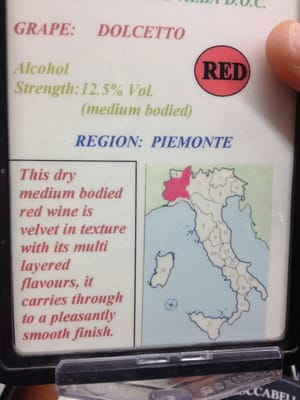 ALBA D.O.C.
GRAPE: DOLCETTO
RED
Alcohol
Strength:12.5% Vol.
(medium bodied)
REGION: PIEMONTE
This dry
medium bodied
red wine is
velvet in texture
with its multi
layered
flavours, it
carries through
to a pleasantly
smooth finish.